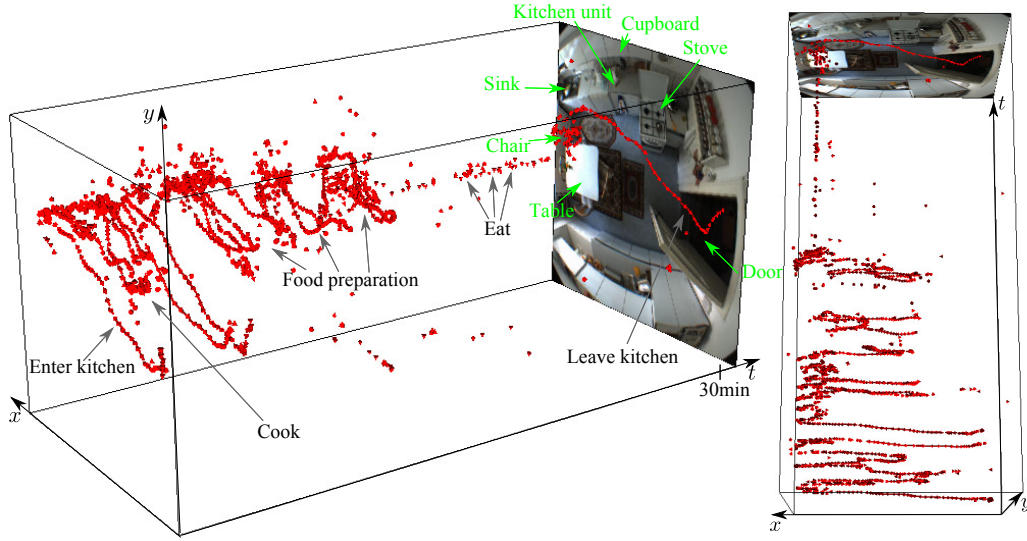 Kitchen unit
Cupboard
Stove
Sink
Chair
Table
Door
Eat
Food preparation
Enter kitchen
Cook
Leave kitchen
30min
y
x
t
t
x
y